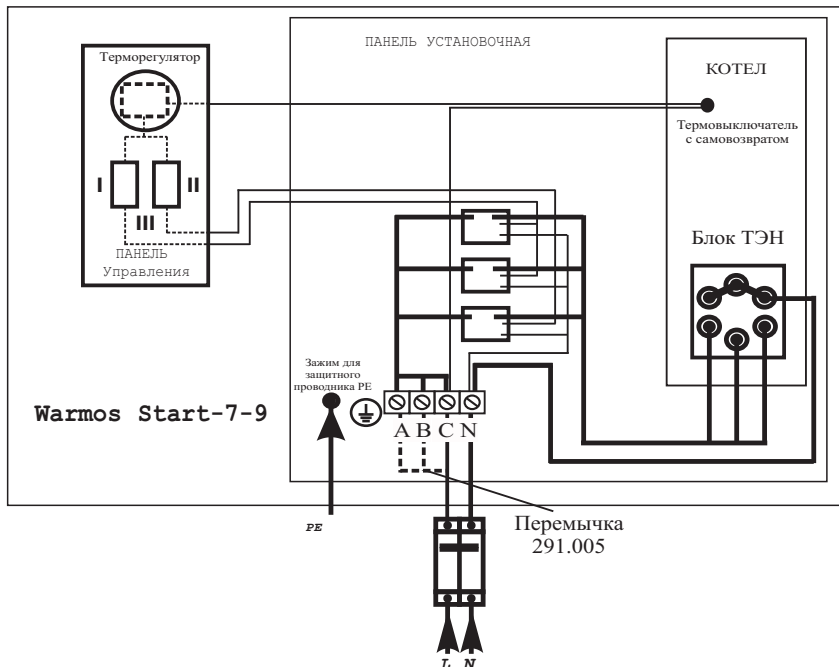 ПАНЕЛЬ УСТАНОВОЧНАЯ
Терморегулятор
КОТЕЛ
Термовыключатель
с самовозвратом
I
II
III
ПАНЕЛЬ
Управления
Блок ТЭН
Зажим для
защитного
проводника PE
Warmos Start-7-9
A B C N
PE
Перемычка
291.005
L N